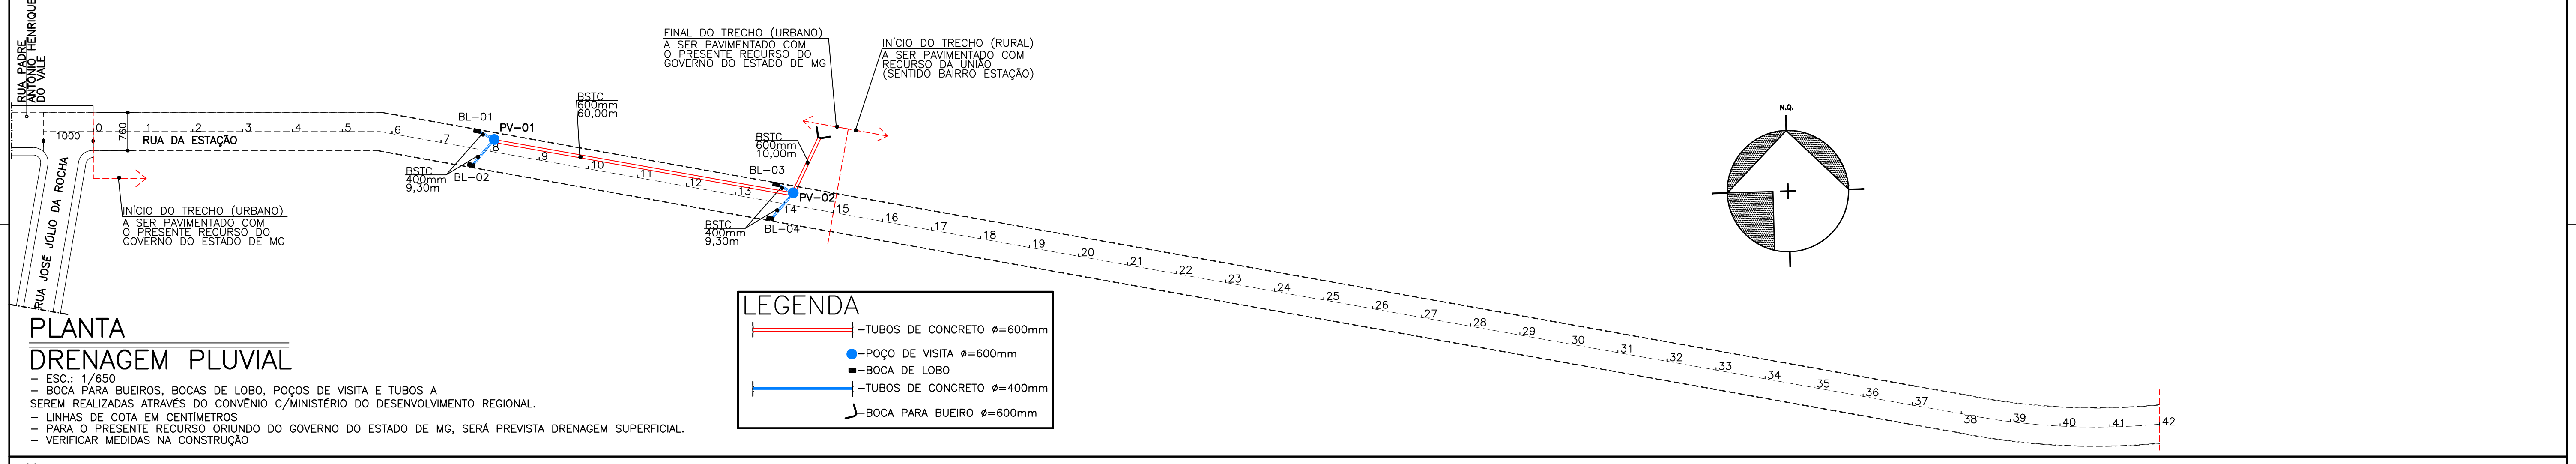 RUA PADRE
ANTÔNIO HENRIQUE
DO VALE
1000
760
RUA DA ESTAÇÃO
RUA JOSÉ JÚLIO DA ROCHA
INÍCIO DO TRECHO (URBANO)
A SER PAVIMENTADO COM
O PRESENTE RECURSO DO
GOVERNO DO ESTADO DE MG
BL-01
PV-01
BSTC
400mm
9,30m
BL-02
BSTC
600mm
60,00m
FINAL DO TRECHO (URBANO)
A SER PAVIMENTADO COM
O PRESENTE RECURSO DO
GOVERNO DO ESTADO DE MG
INÍCIO DO TRECHO (RURAL)
A SER PAVIMENTADO COM
RECURSO DA UNIÃO
(SENTIDO BAIRRO ESTAÇÃO)
BSTC
600mm
10,00m
BL-03
PV-02
BSTC
400mm
9,30m
BL-04
0
1
2
3
4
5
6
7
8
9
10
11
12
13
14
15
16
17
18
19
20
21
22
23
24
25
26
27
28
29
30
31
32
33
34
35
36
37
38
39
40
41
42
N.Q.
PLANTA
DRENAGEM PLUVIAL
- ESC.: 1/650
- BOCA PARA BUEIROS, BOCAS DE LOBO, POÇOS DE VISITA E TUBOS A
SEREM REALIZADAS ATRAVÉS DO CONVÊNIO C/MINISTÉRIO DO DESENVOLVIMENTO REGIONAL.
- LINHAS DE COTA EM CENTÍMETROS
- PARA O PRESENTE RECURSO ORIUNDO DO GOVERNO DO ESTADO DE MG, SERÁ PREVISTA DRENAGEM SUPERFICIAL.
- VERIFICAR MEDIDAS NA CONSTRUÇÃO
LEGENDA
-TUBOS DE CONCRETO ø=600mm
-POÇO DE VISITA ø=600mm
-BOCA DE LOBO
-TUBOS DE CONCRETO ø=400mm
-BOCA PARA BUEIRO ø=600mm